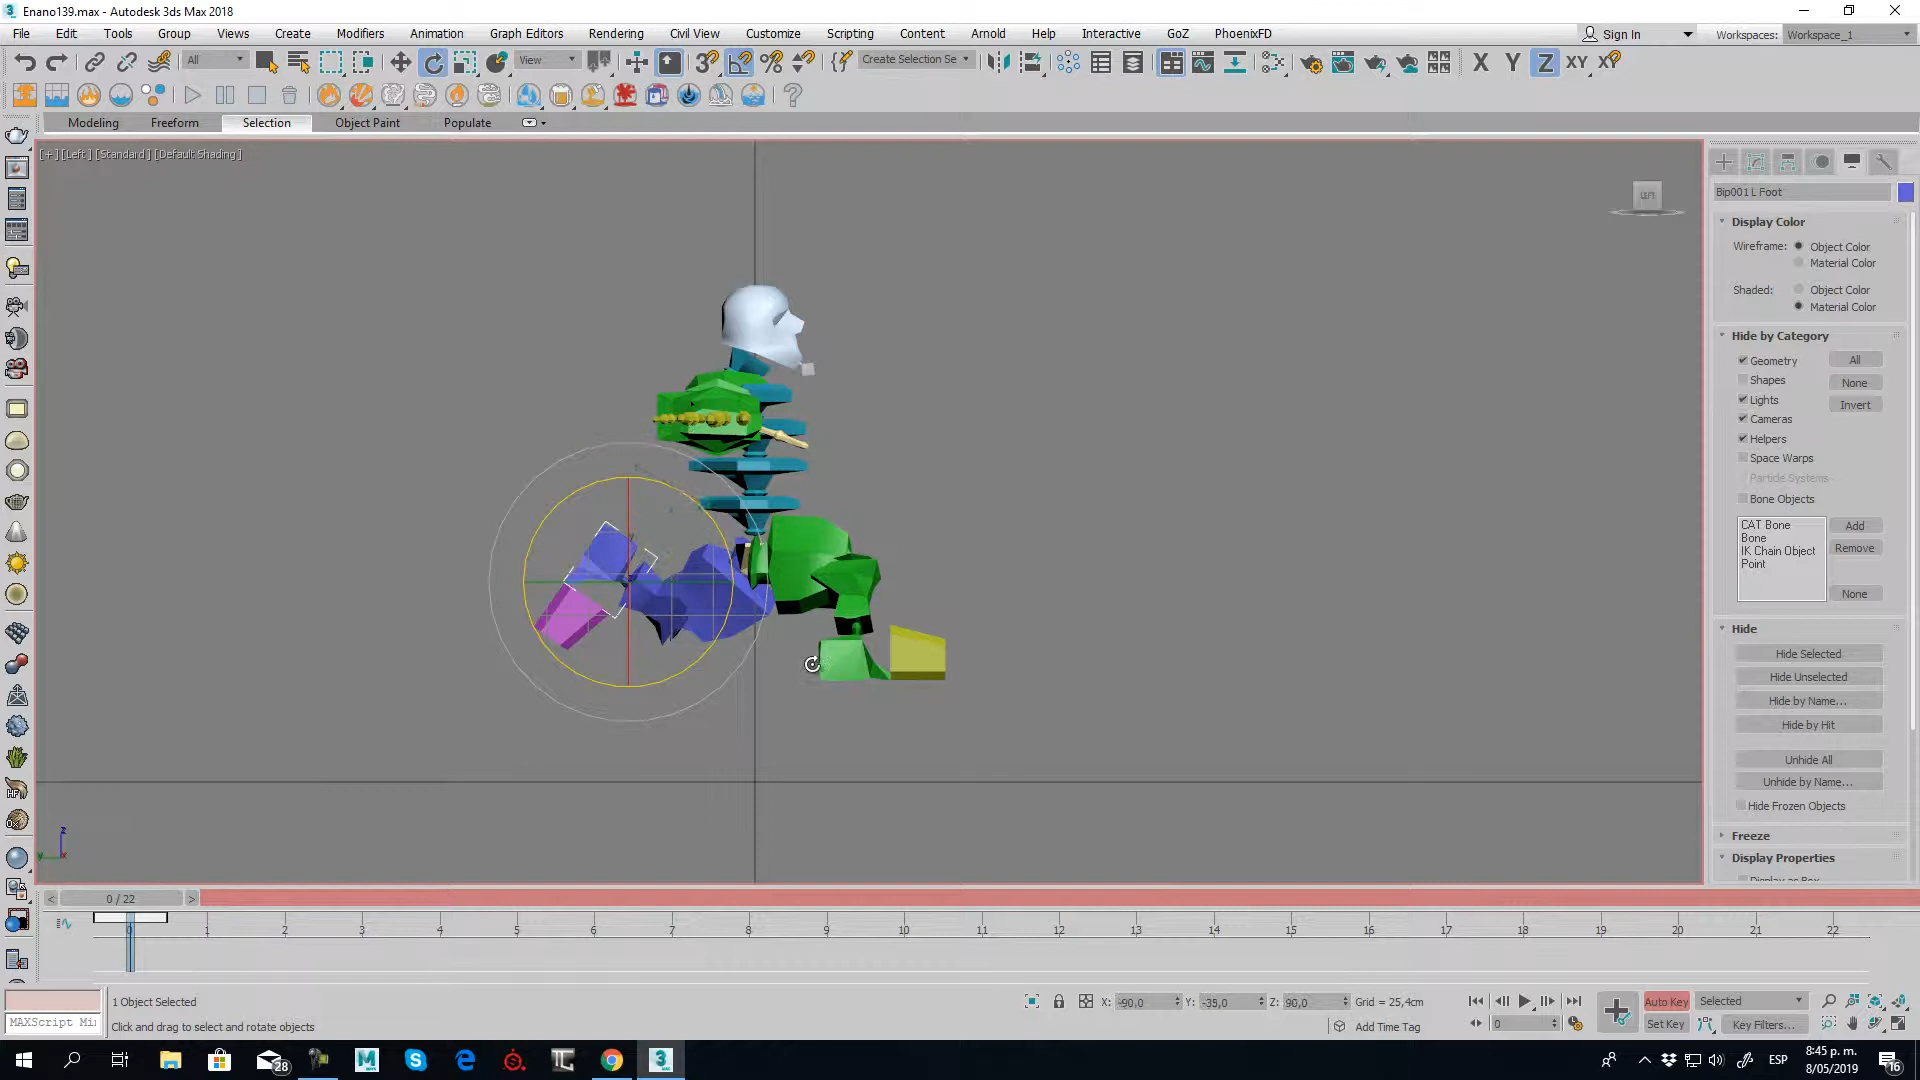 Enano139.max - Autodesk 3ds Max 2018
File Edit Tools Group Views Create Modifiers Animation Graph Editors Rendering Civil View Customize Scripting Content Arnold Help Interactive GoZ PhoenixFD Sign In Workspaces: Workspace_1
All View Create Selection Se X Y Z XY XY
Modeling Freeform Selection Object Paint Populate
[+] [Left] [Standard] [Default Shading]
Bip001 L Foot
Display Color
Wireframe: Object Color
Material Color
Shaded: Object Color
Material Color
Hide by Category
Geometry All
Shapes None
Lights Invert
Cameras
Helpers
Space Warps
Particle Systems
Bone Objects
CAT Bone Add
Bone
IK Chain Object Remove
Point
None
Hide
Hide Selected
Hide Unselected
Hide by Name...
Hide by Hit
Unhide All
Unhide by Name...
Hide Frozen Objects
Freeze
Display Properties
Display as Box
z
y x
< 0 / 22 >
0 1 2 3 4 5 6 7 8 9 10 11 12 13 14 15 16 17 18 19 20 21 22
1 Object Selected X: -90,0 Y: -35,0 Z: 90,0 Grid = 25,4cm Auto Key Selected
MAXScript Mi Click and drag to select and rotate objects Add Time Tag 0 Set Key Key Filters...
28 ESP 8:45 p. m.
8/05/2019 16